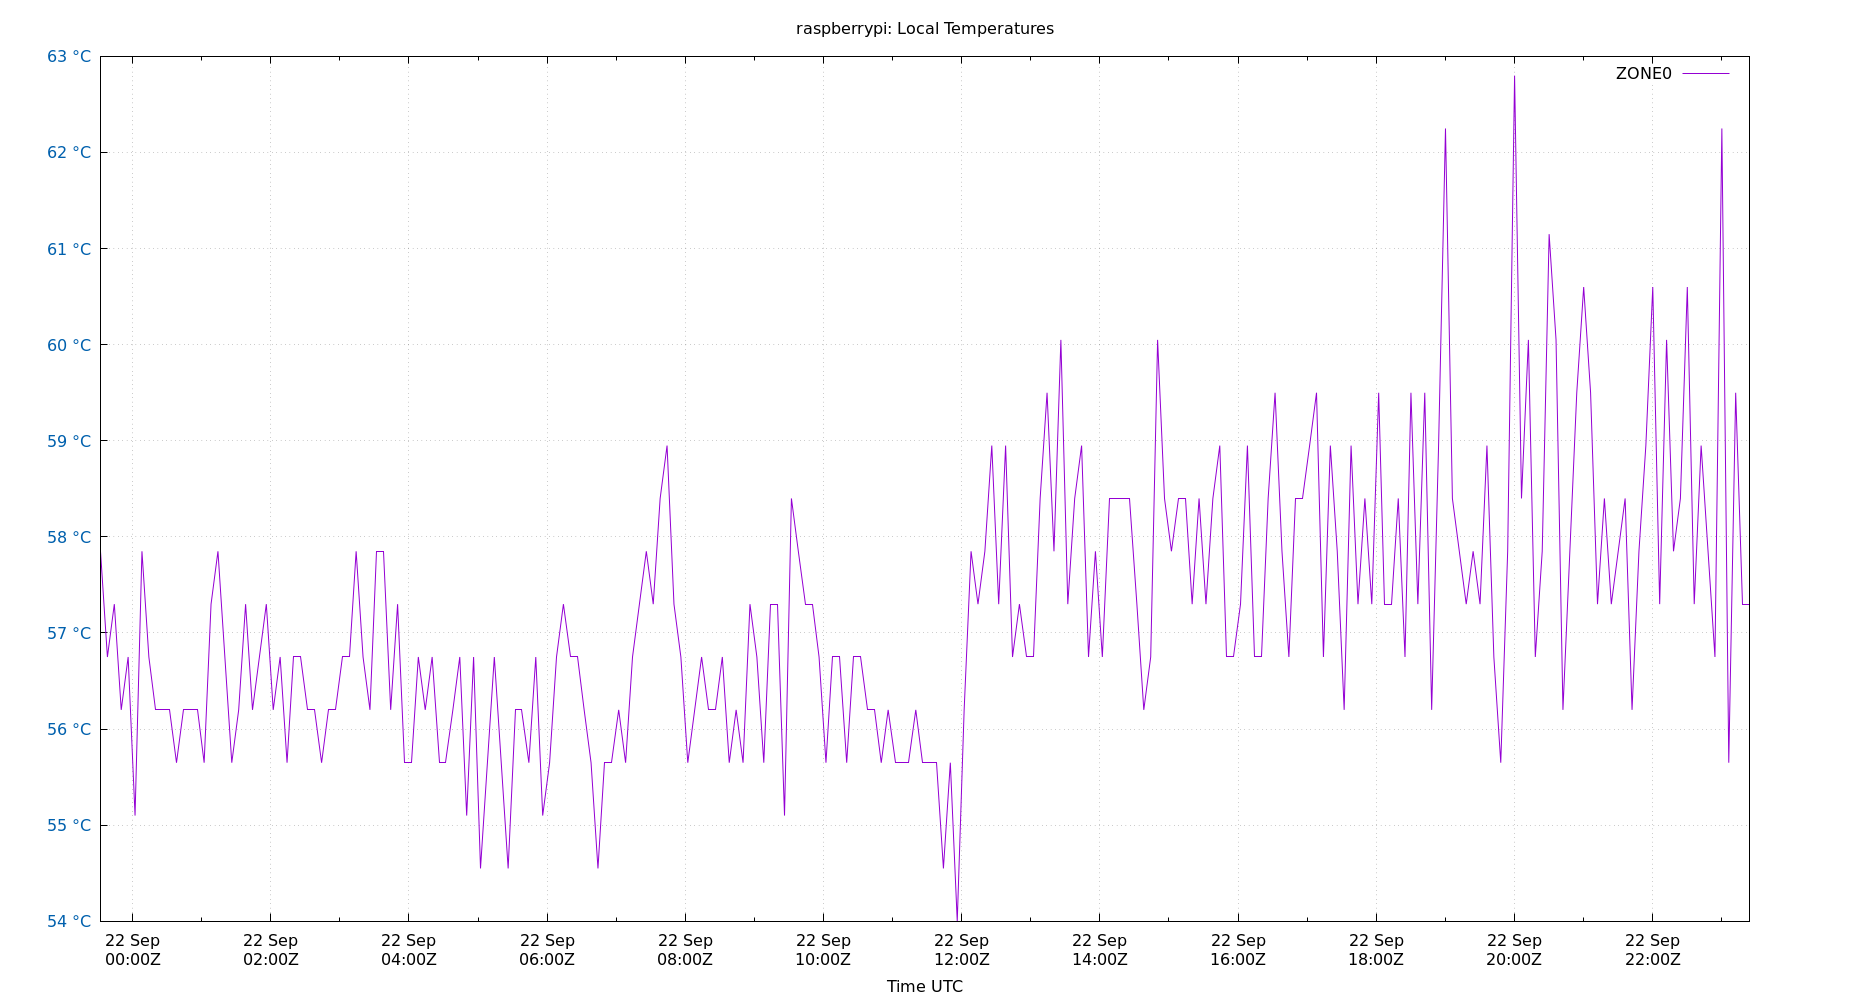 raspberrypi: Local Temperatures
63 °C
ZONE0
62 °C
61 °C
60 °C
59 °C
58 °C
57 °C
56 °C
55 °C
54 °C
22 Sep 22 Sep 22 Sep 22 Sep 22 Sep 22 Sep 22 Sep 22 Sep 22 Sep 22 Sep 22 Sep 22 Sep
00:00Z 02:00Z 04:00Z 06:00Z 08:00Z 10:00Z 12:00Z 14:00Z 16:00Z 18:00Z 20:00Z 22:00Z
Time UTC